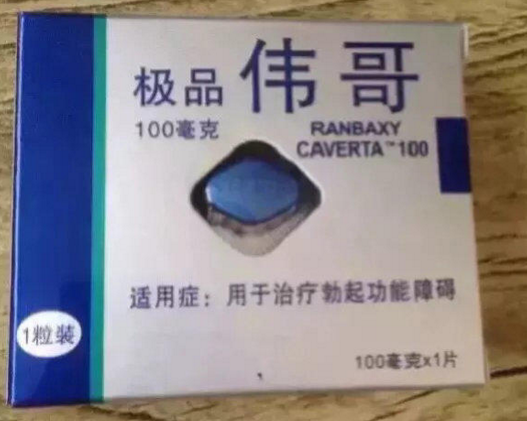 极品 伟哥
100毫克
RANBAXY
CAVERTA™100
适用症：用于治疗勃起功能障碍
1粒装
100毫克x1片